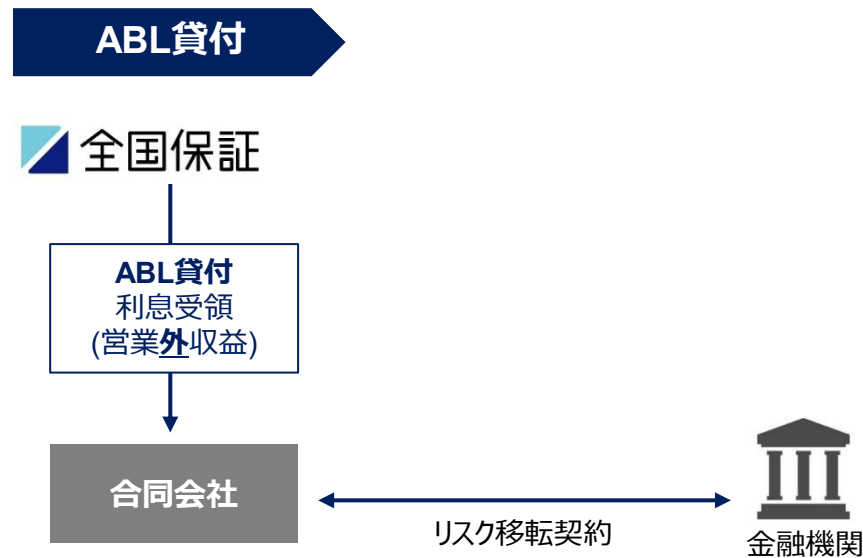 ABL貸付
全国保証
ABL貸付
利息受領
(営業外収益)
合同会社
リスク移転契約
金融機関